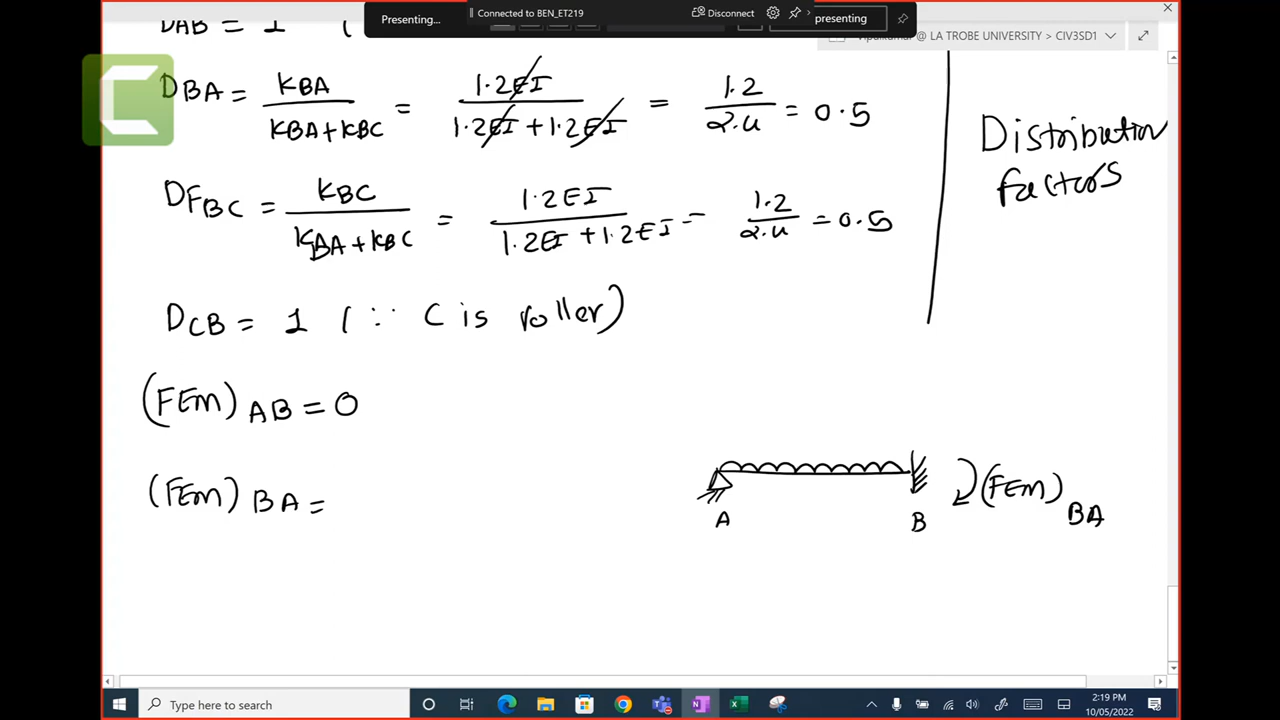 Presenting...
Connected to BEN_ET219
Disconnect
presenting
@ LA TROBE UNIVERSITY > CIV3SD1
DAB = 1 (
DBA = KBA / KBA+KBC = 1.2EI / 1.2EI + 1.2EI = 1.2 / 2.4 = 0.5
DFBC = KBC / KBA+KBC = 1.2EI / 1.2EI + 1.2EI = 1.2 / 2.4 = 0.5
Distribution
factors
DCB = 1 (∵ C is roller)
(FEM) AB = 0
(FEM) BA =
(FEM) BA
A B
Type here to search
2:19 PM
10/05/2022